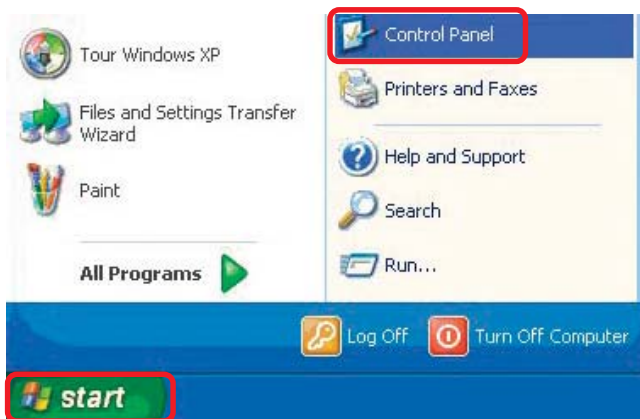 Tour Windows XP
Files and Settings Transfer
Wizard
Paint
All Programs
Control Panel
Printers and Faxes
Help and Support
Search
Run...
Log Off
Turn Off Computer
start